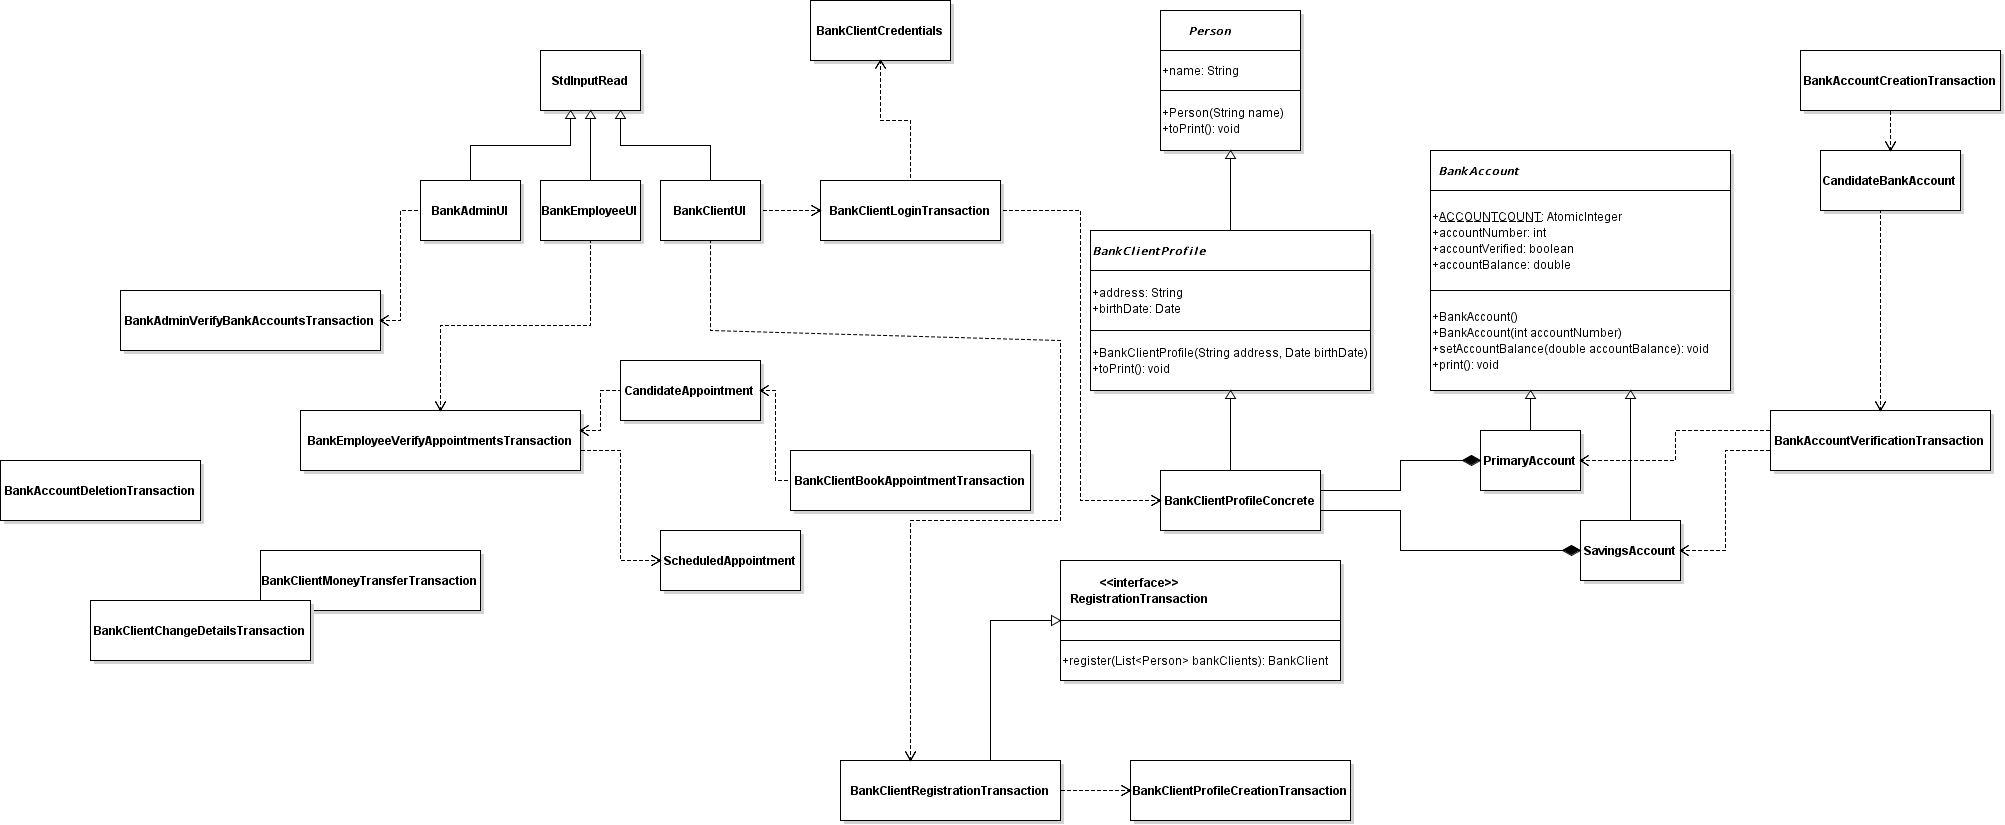 BankClientCredentials
Person
+name: String
+Person(String name)
+toPrint(): void
StdInputRead
BankAccountCreationTransaction
BankAccount
+ACCOUNTCOUNT: AtomicInteger
+accountNumber: int
+accountVerified: boolean
+accountBalance: double
+BankAccount()
+BankAccount(int accountNumber)
+setAccountBalance(double accountBalance): void
+print(): void
CandidateBankAccount
BankAdminUI
BankEmployeeUI
BankClientUI
BankClientLoginTransaction
BankClientProfile
+address: String
+birthDate: Date
+BankClientProfile(String address, Date birthDate)
+toPrint(): void
BankAdminVerifyBankAccountsTransaction
CandidateAppointment
BankEmployeeVerifyAppointmentsTransaction
BankAccountVerificationTransaction
PrimaryAccount
BankAccountDeletionTransaction
BankClientBookAppointmentTransaction
BankClientProfileConcrete
ScheduledAppointment
SavingsAccount
BankClientMoneyTransferTransaction
BankClientChangeDetailsTransaction
<<interface>>
RegistrationTransaction
+register(List<Person> bankClients): BankClient
BankClientRegistrationTransaction
BankClientProfileCreationTransaction